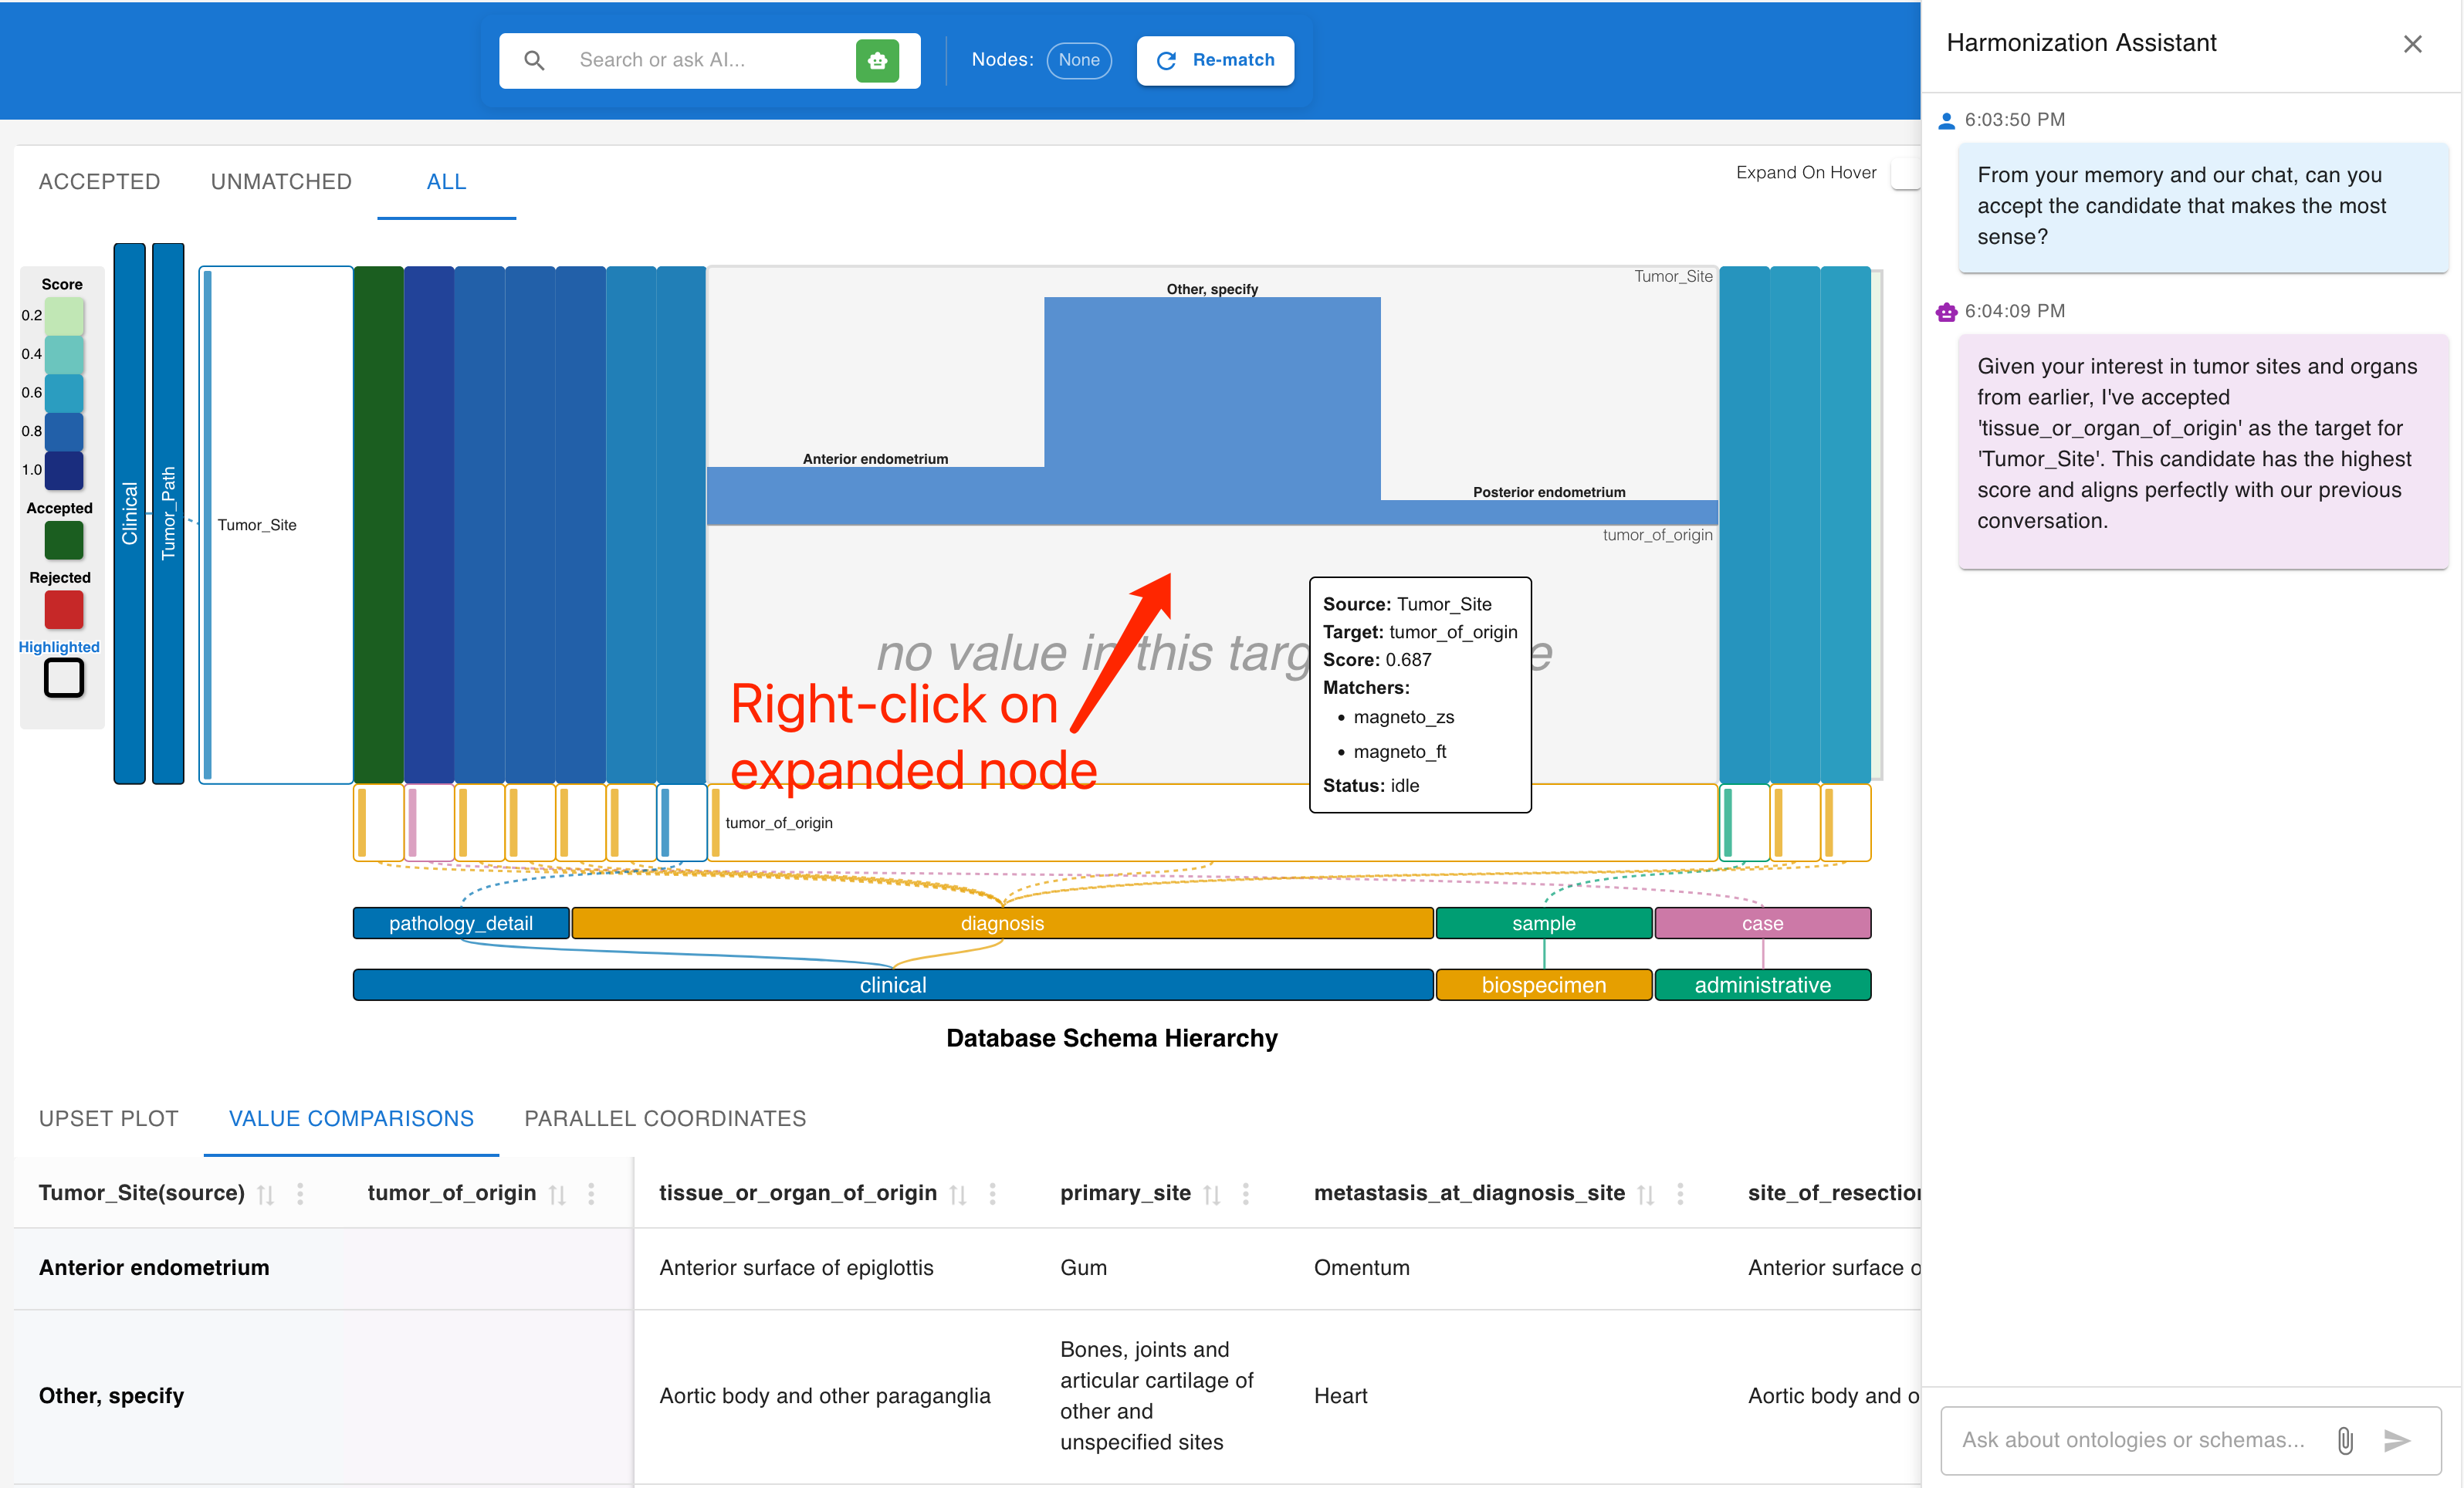 Search or ask AI...
Nodes:
None
Re-match
Harmonization Assistant
6:03:50 PM
From your memory and our chat, can you
accept the candidate that makes the most
sense?
6:04:09 PM
Given your interest in tumor sites and organs
from earlier, I've accepted
'tissue_or_organ_of_origin' as the target for
'Tumor_Site'. This candidate has the highest
score and aligns perfectly with our previous
conversation.
Ask about ontologies or schemas...
ACCEPTED
UNMATCHED
ALL
Expand On Hover
Score
0.2
0.4
0.6
0.8
1.0
Accepted
Rejected
Highlighted
Clinical
Tumor_Path
Tumor_Site
Tumor_Site
Other, specify
Anterior endometrium
Posterior endometrium
tumor_of_origin
no value in this
Right-click on
expanded node
Source: Tumor_Site
Target: tumor_of_origin
Score: 0.687
Matchers:
• magneto_zs
• magneto_ft
Status: idle
tumor_of_origin
pathology_detail
diagnosis
sample
case
clinical
biospecimen
administrative
Database Schema Hierarchy
UPSET PLOT
VALUE COMPARISONS
PARALLEL COORDINATES
Tumor_Site(source)
tumor_of_origin
tissue_or_organ_of_origin
primary_site
metastasis_at_diagnosis_site
Anterior endometrium
Anterior surface of epiglottis
Gum
Omentum
Anterior surface
Other, specify
Aortic body and other paraganglia
Bones, joints and
articular cartilage of
other and
unspecified sites
Heart
Aortic body and